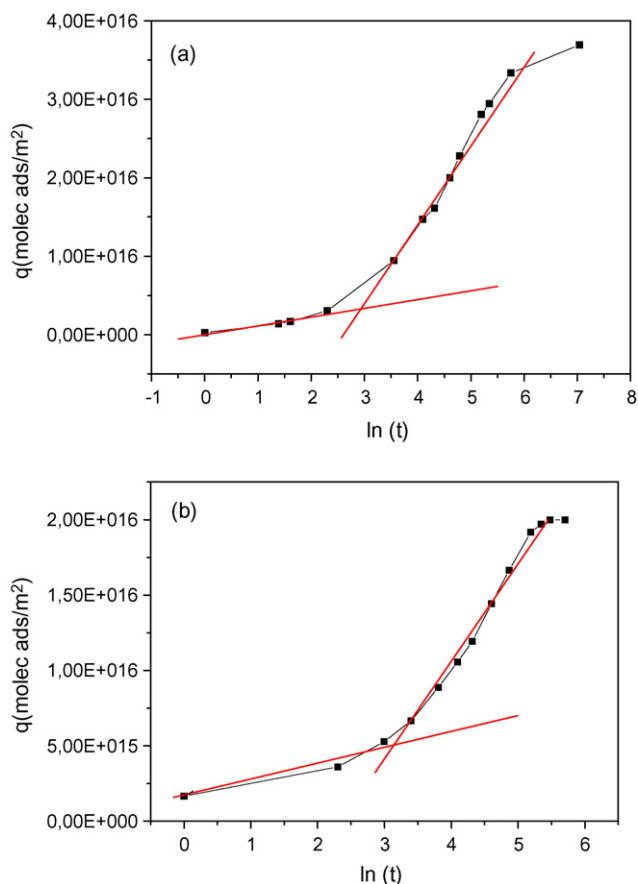 (a)
q(molec ads/m²)
4,00E+016
3,00E+016
2,00E+016
1,00E+016
0,00E+000
-1 0 1 2 3 4 5 6 7 8
ln (t)
(b)
q(molec ads/m²)
2,00E+016
1,50E+016
1,00E+016
5,00E+015
0,00E+000
0 1 2 3 4 5 6
ln (t)